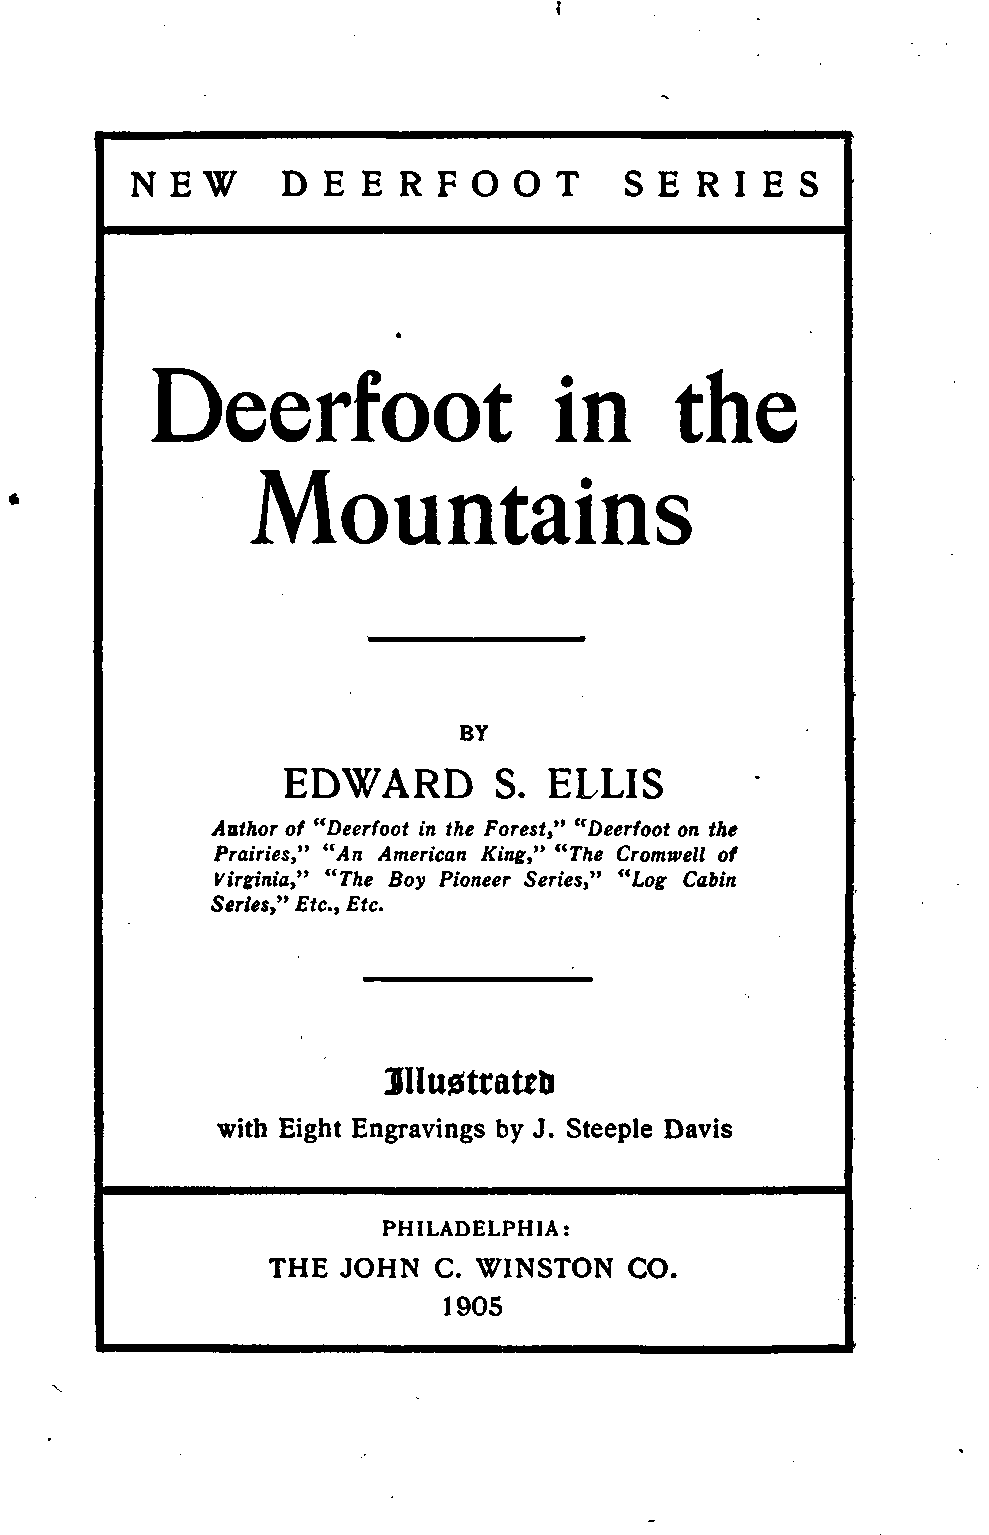 NEW DEERFOOT SERIES
Deerfoot in the
Mountains
BY
EDWARD S. ELLIS
Author of “Deerfoot in the Forest,” “Deerfoot on the
Prairies,” “An American King,” “The Cromwell of
Virginia,” “The Boy Pioneer Series,” “Log Cabin
Series,” Etc., Etc.
Illustrated
with Eight Engravings by J. Steeple Davis
PHILADELPHIA:
THE JOHN C. WINSTON CO.
1905